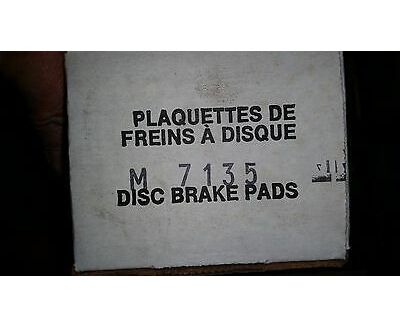 PLAQUETTES DE
FREINS À DISQUE
M 7135
DISC BRAKE PADS